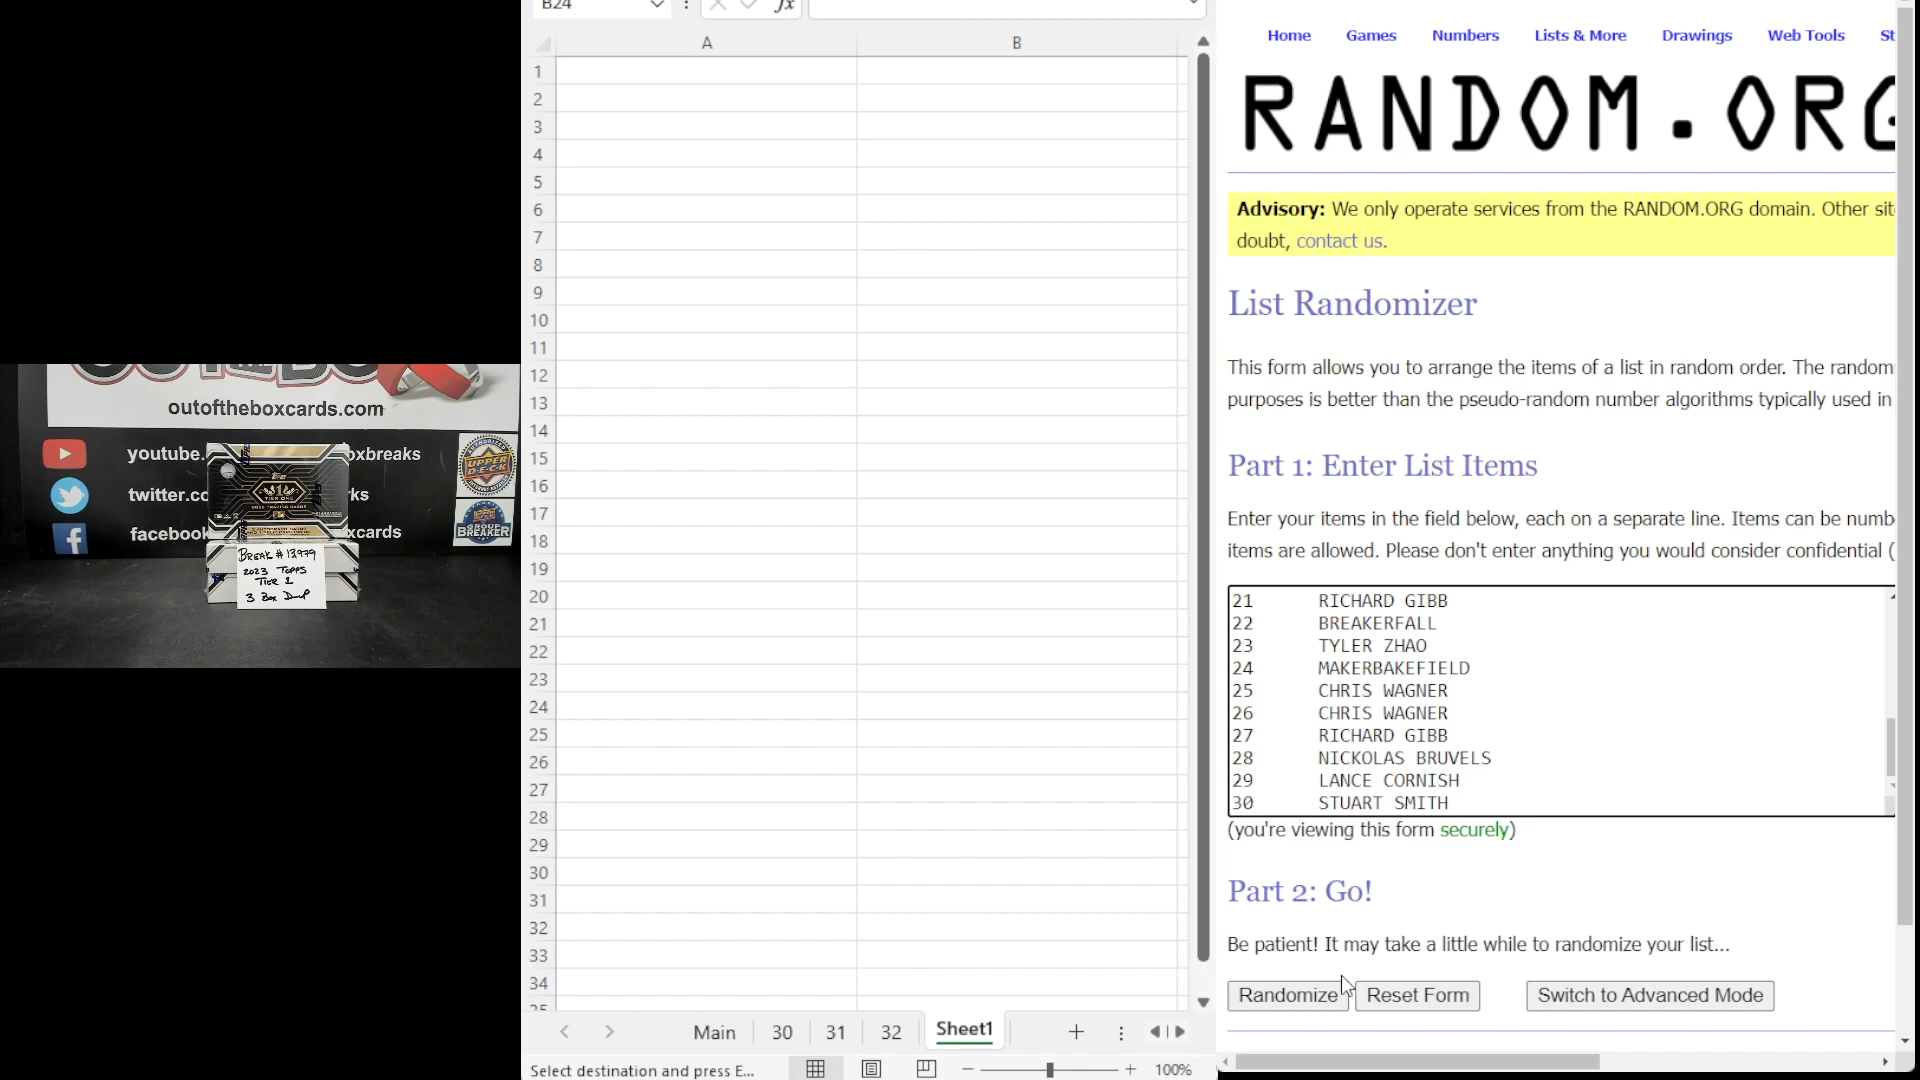 outoftheboxcards.com
youtube.
oxbreaks
twitter.co
ks
facebook
xcards
UPPER DECK
GROUP BREAKER
TIER ONE
BREAK # 13979
2023 TOPPS
TIER 1
3 BOX
B24
fx
A
B
1
2
3
4
5
6
7
8
9
10
11
12
13
14
15
16
17
18
19
20
21
22
23
24
25
26
27
28
29
30
31
32
33
34
Main
30
31
32
Sheet1
Select destination and press E...
100%
Home Games Numbers Lists & More Drawings Web Tools St
RANDOM.ORG
Advisory: We only operate services from the RANDOM.ORG domain. Other sit
doubt, contact us.
List Randomizer
This form allows you to arrange the items of a list in random order. The random
purposes is better than the pseudo-random number algorithms typically used in
Part 1: Enter List Items
Enter your items in the field below, each on a separate line. Items can be numb
items are allowed. Please don't enter anything you would consider confidential (
21 RICHARD GIBB
22 BREAKERFALL
23 TYLER ZHAO
24 MAKERBAKEFIELD
25 CHRIS WAGNER
26 CHRIS WAGNER
27 RICHARD GIBB
28 NICKOLAS BRUVELS
29 LANCE CORNISH
30 STUART SMITH
(you're viewing this form securely)
Part 2: Go!
Be patient! It may take a little while to randomize your list...
Randomize
Reset Form
Switch to Advanced Mode